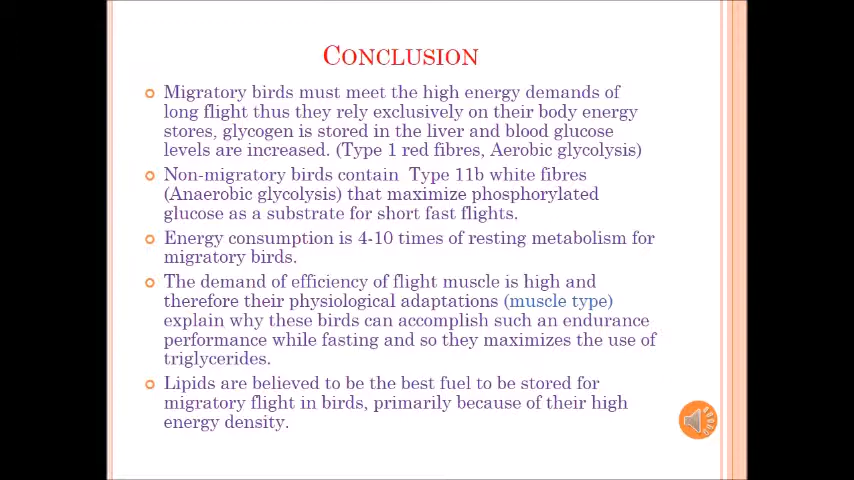 CONCLUSION
Migratory birds must meet the high energy demands of
long flight thus they rely exclusively on their body energy
stores, glycogen is stored in the liver and blood glucose
levels are increased. (Type 1 red fibres, Aerobic glycolysis)
Non-migratory birds contain Type 11b white fibres
(Anaerobic glycolysis) that maximize phosphorylated
glucose as a substrate for short fast flights.
Energy consumption is 4-10 times of resting metabolism for
migratory birds.
The demand of efficiency of flight muscle is high and
therefore their physiological adaptations (muscle type)
explain why these birds can accomplish such an endurance
performance while fasting and so they maximizes the use of
triglycerides.
Lipids are believed to be the best fuel to be stored for
migratory flight in birds, primarily because of their high
energy density.